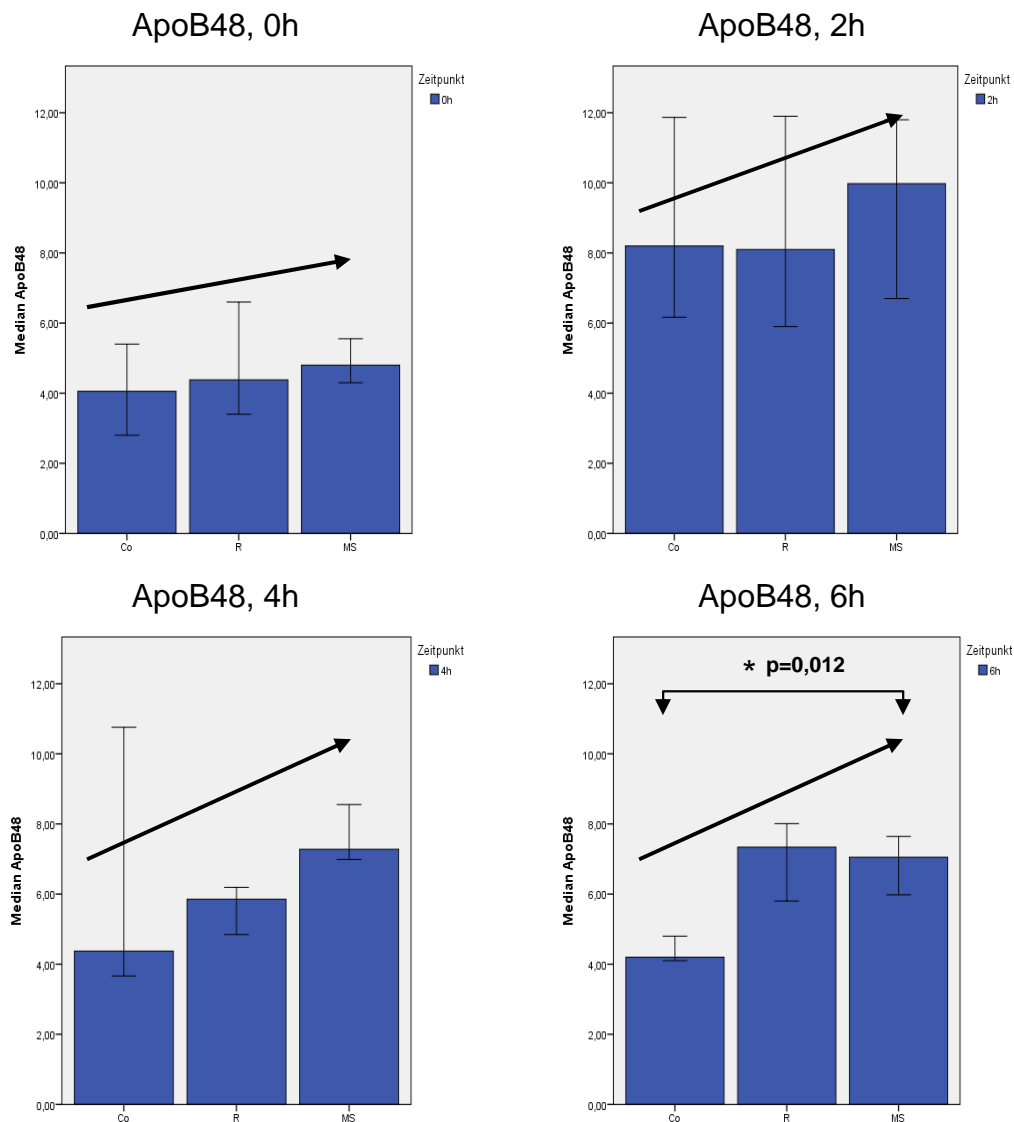 ApoB48, 0h
Zeitpunkt
0h
Median ApoB48
12,00
10,00
8,00
6,00
4,00
2,00
0,00
Co R MS
ApoB48, 2h
Zeitpunkt
2h
Median ApoB48
12,00
10,00
8,00
6,00
4,00
2,00
0,00
Co R MS
ApoB48, 4h
Zeitpunkt
4h
Median ApoB48
12,00
10,00
8,00
6,00
4,00
2,00
0,00
Co R MS
ApoB48, 6h
Zeitpunkt
6h
* p=0,012
Median ApoB48
12,00
10,00
8,00
6,00
4,00
2,00
0,00
Co R MS